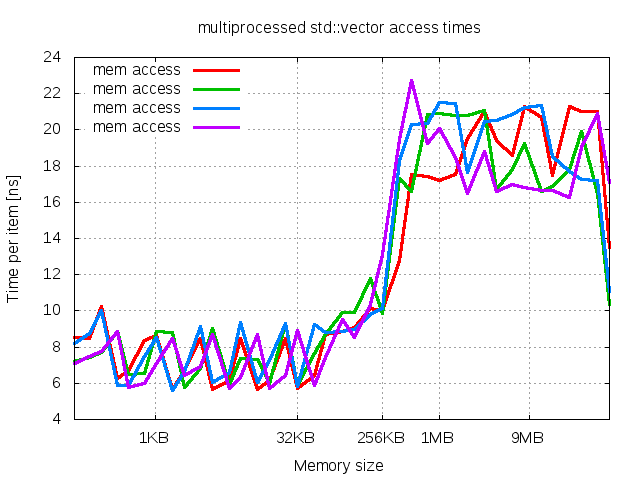 multiprocessed std::vector access times
24
22
20
18
16
14
12
10
8
6
4
Time per item [ns]
mem access
mem access
mem access
mem access
1KB 32KB 256KB 1MB 9MB
Memory size